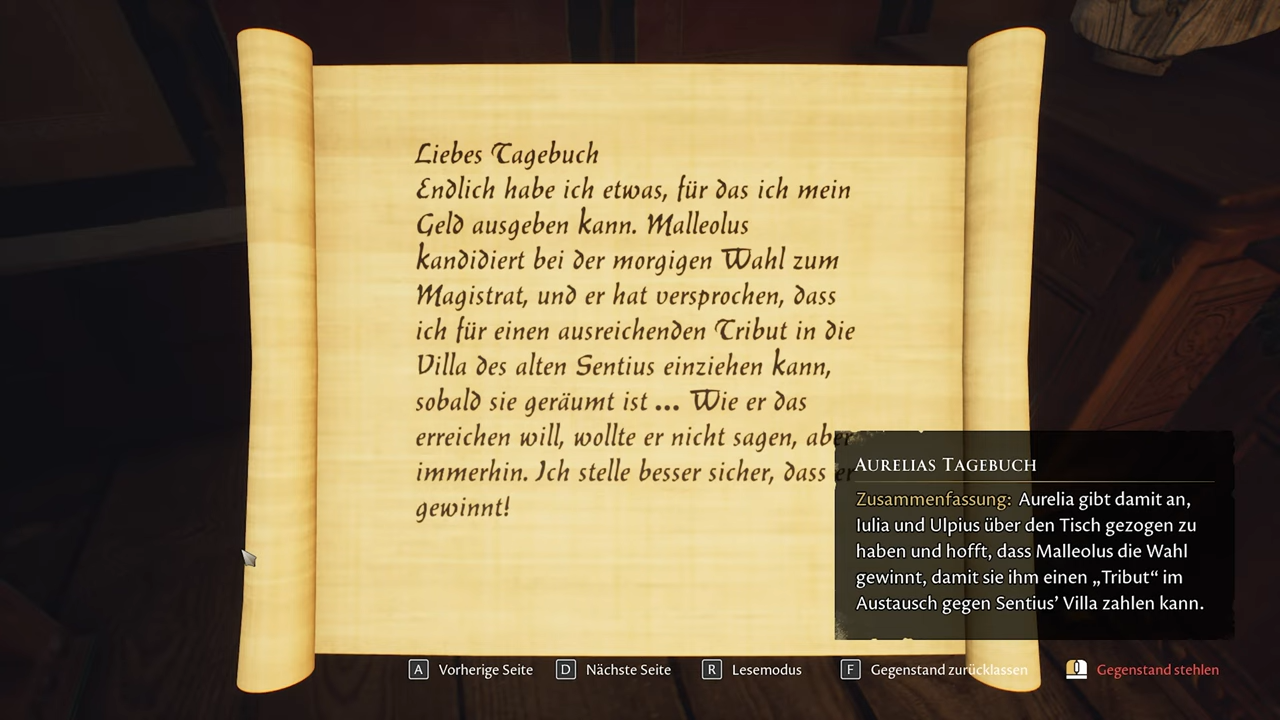 Liebes Tagebuch
Endlich habe ich etwas, für das ich mein
Geld ausgeben kann. Malleolus
kandidiert bei der morgigen Wahl zum
Magistrat, und er hat versprochen, dass
ich für einen ausreichenden Tribut in die
Villa des alten Sentius einziehen kann,
sobald sie geräumt ist ... Wie er das
erreichen will, wollte er nicht sagen, aber
immerhin. Ich stelle besser sicher, dass er
gewinnt!
AURELIAS TAGEBUCH
Zusammenfassung: Aurelia gibt damit an,
Iulia und Ulpius über den Tisch gezogen zu
haben und hofft, dass Malleolus die Wahl
gewinnt, damit sie ihm einen „Tribut“ im
Austausch gegen Sentius’ Villa zahlen kann.
A Vorherige Seite D Nächste Seite R Lesemodus F Gegenstand zurücklassen Gegenstand stehlen